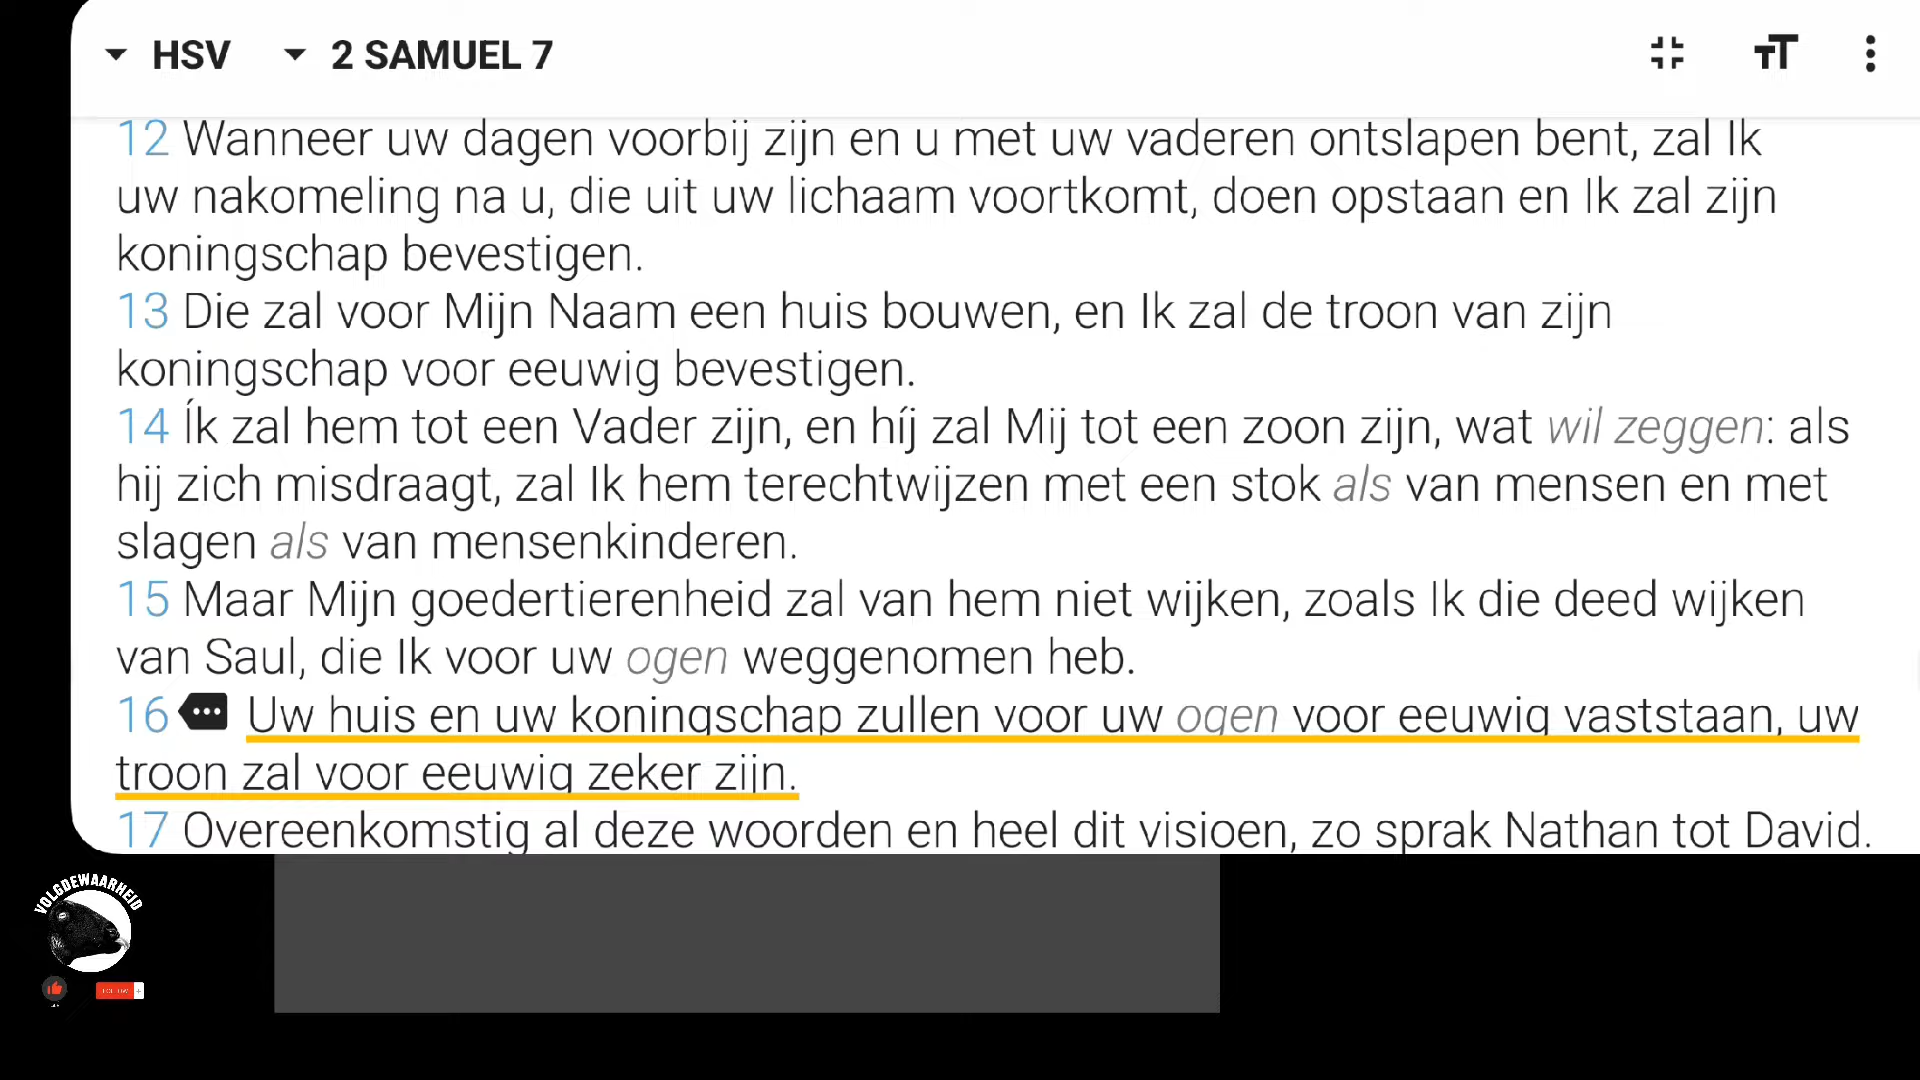 HSV 2 SAMUEL 7
12 Wanneer uw dagen voorbij zijn en u met uw vaderen ontslapen bent, zal Ik
uw nakomeling na u, die uit uw lichaam voortkomt, doen opstaan en Ik zal zijn
koningschap bevestigen.
13 Die zal voor Mijn Naam een huis bouwen, en Ik zal de troon van zijn
koningschap voor eeuwig bevestigen.
14 Ík zal hem tot een Vader zijn, en híj zal Mij tot een zoon zijn, wat wil zeggen: als
hij zich misdraagt, zal Ik hem terechtwijzen met een stok als van mensen en met
slagen als van mensenkinderen.
15 Maar Mijn goedertierenheid zal van hem niet wijken, zoals Ik die deed wijken
van Saul, die Ik voor uw ogen weggenomen heb.
16 Uw huis en uw koningschap zullen voor uw ogen voor eeuwig vaststaan, uw
troon zal voor eeuwig zeker zijn.
17 Overeenkomstig al deze woorden en heel dit visioen, zo sprak Nathan tot David.
VOLGDEWAARHEID